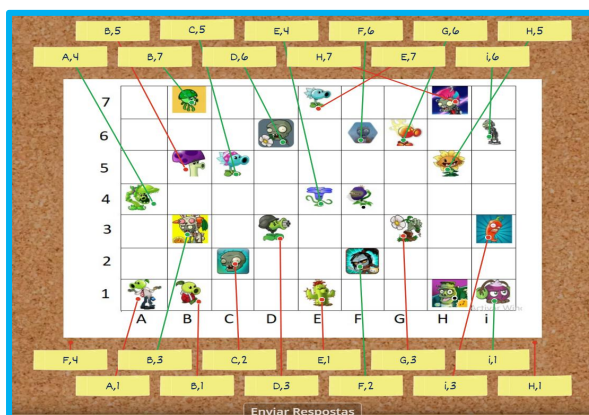 B,5 C,5 E,4 F,6 G,6 H,5
A,4 B,7 D,6 H,7 E,7 i,6
7
6
5
4
3
2
1
A B C D E F G H i
F,4 B,3 C,2 E,1 G,3 i,1
A,1 B,1 D,3 F,2 i,3 H,1
Enviar Respostas